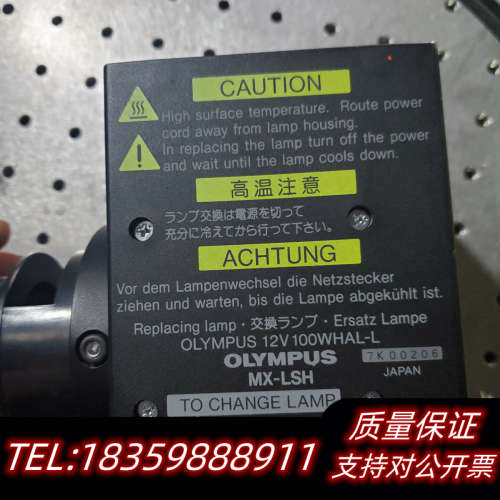 CAUTION
High surface temperature. Route power
cord away from lamp housing.
In replacing the lamp turn off the power
and wait until the lamp cools down.
高温注意
ランプ交換は電源を切って
充分に冷えてから行って下さい。
ACHTUNG
Vor dem Lampenwechsel die Netzstecker
ziehen und warten, bis die Lampe abgekühlt ist.
Replacing lamp・交換ランプ・Ersatz Lampe
OLYMPUS 12V100WHAL-L
OLYMPUS 7K00206
MX-LSH JAPAN
TO CHANGE LAMP
TEL:18359888911
质量保证
支持对公开票